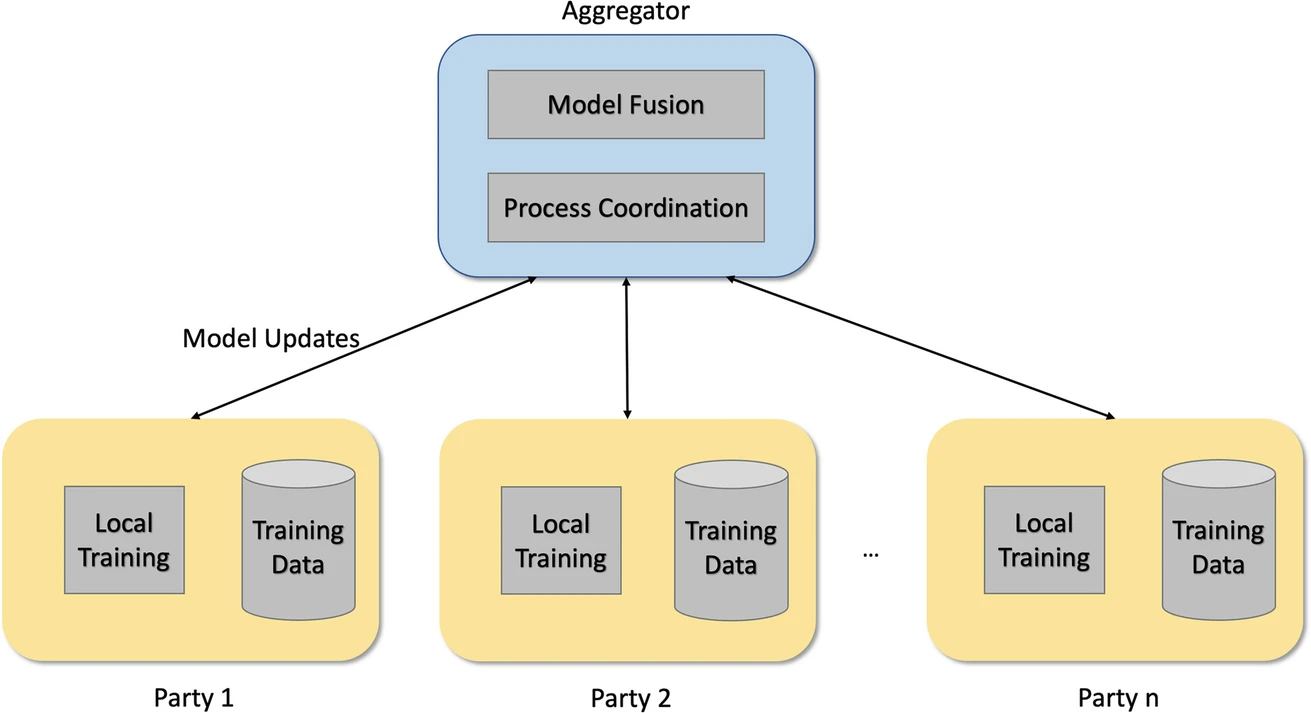 Aggregator
Model Fusion
Process Coordination
Model Updates
Local
Training
Training
Data
Local
Training
Training
Data
...
Local
Training
Training
Data
Party 1
Party 2
Party n